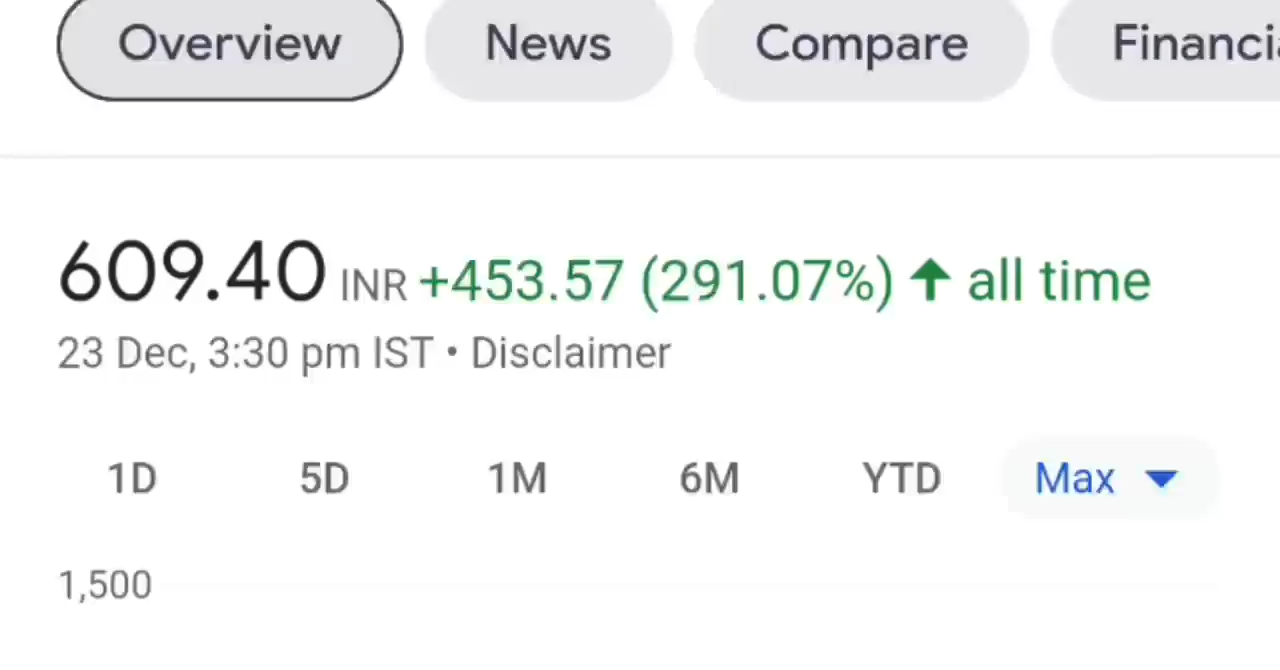 Overview News Compare Financi
609.40 INR +453.57 (291.07%) ↑ all time
23 Dec, 3:30 pm IST • Disclaimer
1D 5D 1M 6M YTD Max
1,500